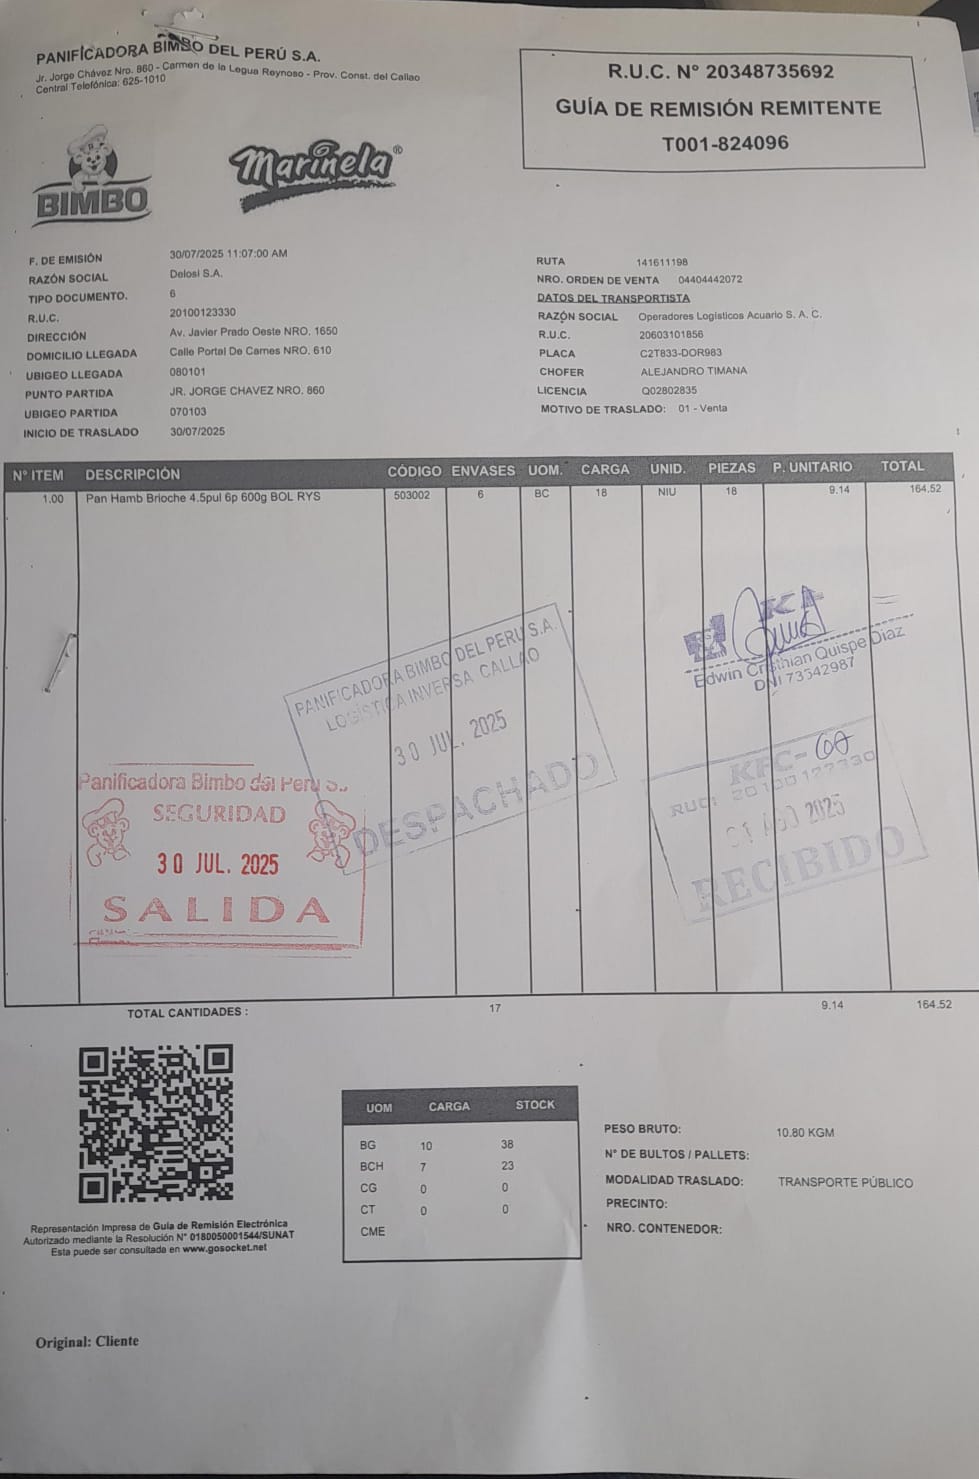 PANIFICADORA BIMBO DEL PERÚ S.A.
Jr. Jorge Chávez Nro. 860 - Carmen de la Legua Reynoso - Prov. Const. del Callao
Central Telefónica: 625-1010
R.U.C. N° 20348735692
GUÍA DE REMISIÓN REMITENTE
T001-824096
BIMBO
Marinela®
F. DE EMISIÓN 30/07/2025 11:07:00 AM
RAZÓN SOCIAL Delosi S.A.
TIPO DOCUMENTO. 6
R.U.C. 20100123330
DIRECCIÓN Av. Javier Prado Oeste NRO. 1650
DOMICILIO LLEGADA Calle Portal De Carnes NRO. 610
UBIGEO LLEGADA 080101
PUNTO PARTIDA JR. JORGE CHAVEZ NRO. 860
UBIGEO PARTIDA 070103
INICIO DE TRASLADO 30/07/2025
RUTA 141611198
NRO. ORDEN DE VENTA 04404442072
DATOS DEL TRANSPORTISTA
RAZÓN SOCIAL Operadores Logísticos Acuario S. A. C.
R.U.C. 20603101856
PLACA C2T833-DOR983
CHOFER ALEJANDRO TIMANA
LICENCIA Q02802835
MOTIVO DE TRASLADO: 01 - Venta
N° ITEM DESCRIPCIÓN CÓDIGO ENVASES UOM. CARGA UNID. PIEZAS P. UNITARIO TOTAL
1.00 Pan Hamb Brioche 4.5pul 6p 600g BOL RYS 503002 6 BC 18 NIU 18 9.14 164.52
Edwin Cristhian Quispe Diaz
DNI 73542987
PANIFICADORA BIMBO DEL PERU S.A.
LOGÍSTICA INVERSA CALLAO
30 JUL. 2025
DESPACHADO
KFC-
RUC: 20100123330
01 AGO 2025
RECIBIDO
Panificadora Bimbo del Peru S.
SEGURIDAD
30 JUL. 2025
SALIDA
TOTAL CANTIDADES : 17 9.14 164.52
UOM CARGA STOCK
BG 10 38
BCH 7 23
CG 0 0
CT 0 0
CME
PESO BRUTO: 10.80 KGM
N° DE BULTOS / PALLETS:
MODALIDAD TRASLADO: TRANSPORTE PÚBLICO
PRECINTO:
NRO. CONTENEDOR:
Representación Impresa de Guía de Remisión Electrónica
Autorizado mediante la Resolución N° 0180050001544/SUNAT
Esta puede ser consultada en www.gosocket.net
Original: Cliente